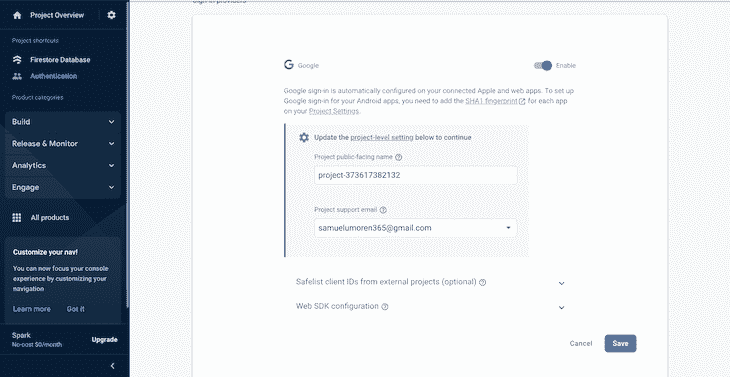 Project Overview
Project shortcuts
Firestore Database
Authentication
Product categories
Build
Release & Monitor
Analytics
Engage
All products
Customize your nav!
You can now focus your console
experience by customizing your
navigation
Learn more Got it
Spark
No-cost $0/month
Upgrade
Sign-in providers
Google
Enable
Google sign-in is automatically configured on your connected Apple and web apps. To set up
Google sign-in for your Android apps, you need to add the SHA1 fingerprint for each app
on your Project Settings.
Update the project-level setting below to continue
Project public-facing name
project-373617382132
Project support email
samuelumoren365@gmail.com
Safelist client IDs from external projects (optional)
Web SDK configuration
Cancel
Save